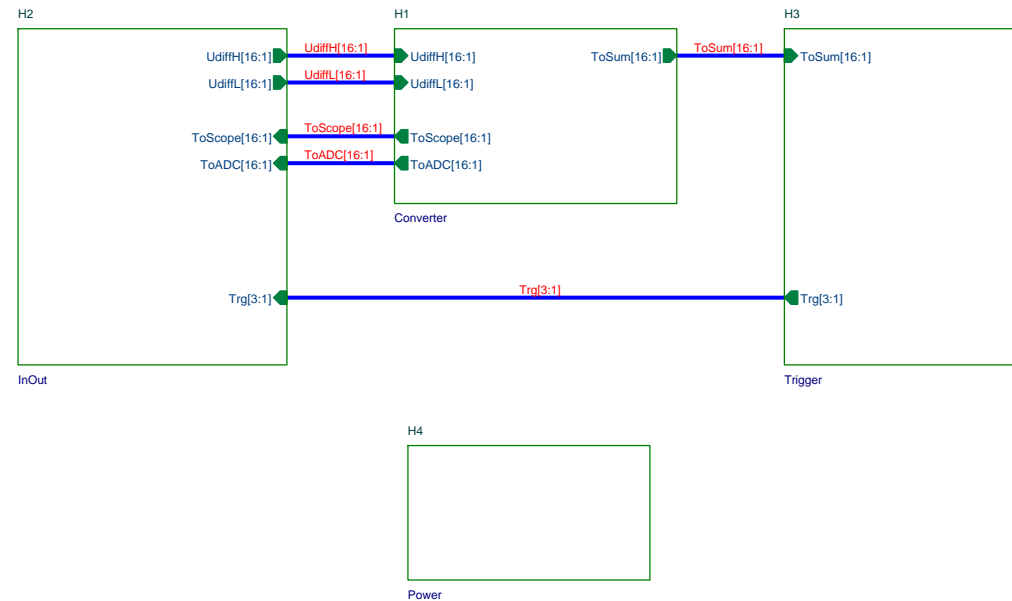 H2
H1
H3
UdiffH[16:1]
UdiffH[16:1]
UdiffH[16:1]
ToSum[16:1]
ToSum[16:1]
ToSum[16:1]
UdiffL[16:1]
UdiffL[16:1]
UdiffL[16:1]
ToScope[16:1]
ToScope[16:1]
ToScope[16:1]
ToADC[16:1]
ToADC[16:1]
ToADC[16:1]
Converter
Trg[3:1]
Trg[3:1]
Trg[3:1]
InOut
Trigger
H4
Power